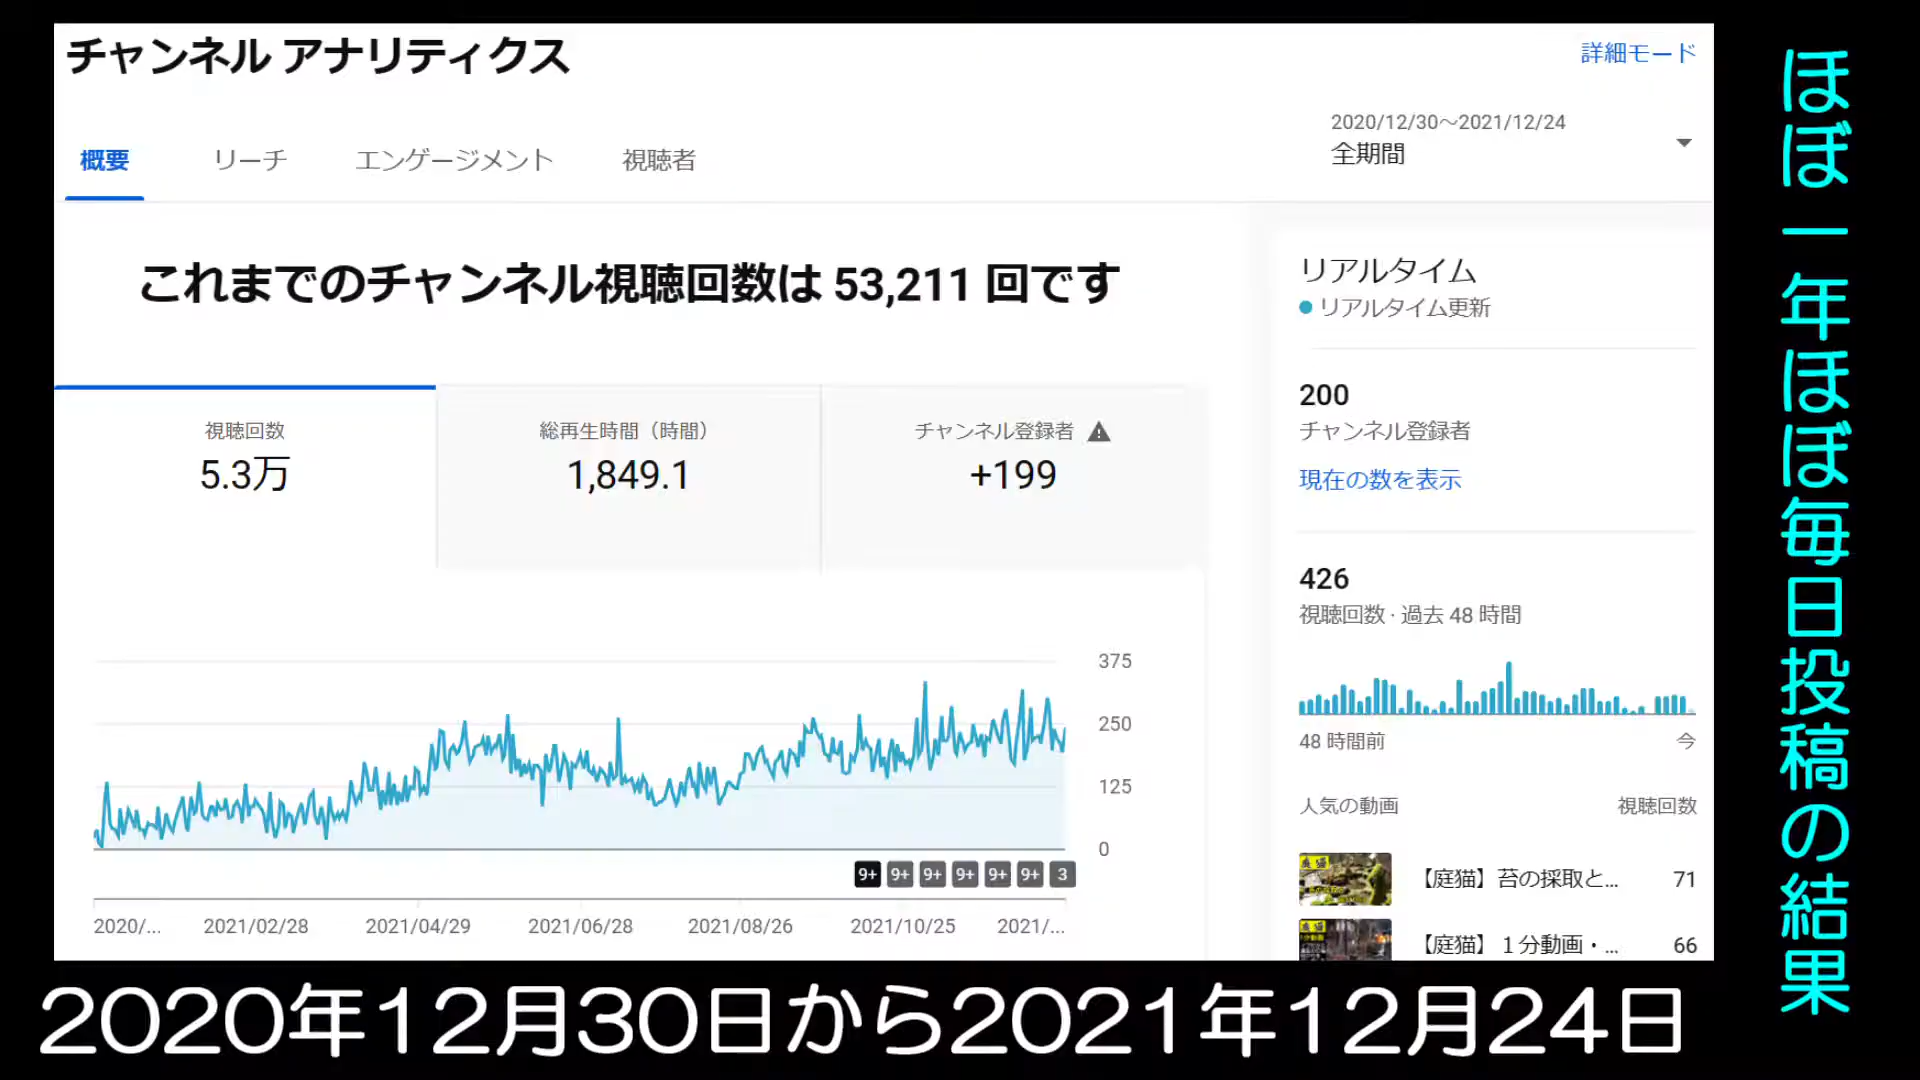 チャンネル アナリティクス
詳細モード
概要
リーチ
エンゲージメント
視聴者
2020/12/30～2021/12/24
全期間
これまでのチャンネル視聴回数は 53,211 回です
視聴回数
5.3万
総再生時間（時間）
1,849.1
チャンネル登録者
+199
375
250
125
0
9+ 9+ 9+ 9+ 9+ 9+ 3
2020/... 2021/02/28 2021/04/29 2021/06/28 2021/08/26 2021/10/25 2021/...
リアルタイム
リアルタイム更新
200
チャンネル登録者
現在の数を表示
426
視聴回数 · 過去 48 時間
48 時間前 今
人気の動画 視聴回数
【庭猫】苔の採取と... 71
【庭猫】１分動画・... 66
ほぼ一年ほぼ毎日投稿の結果
2020年12月30日から2021年12月24日